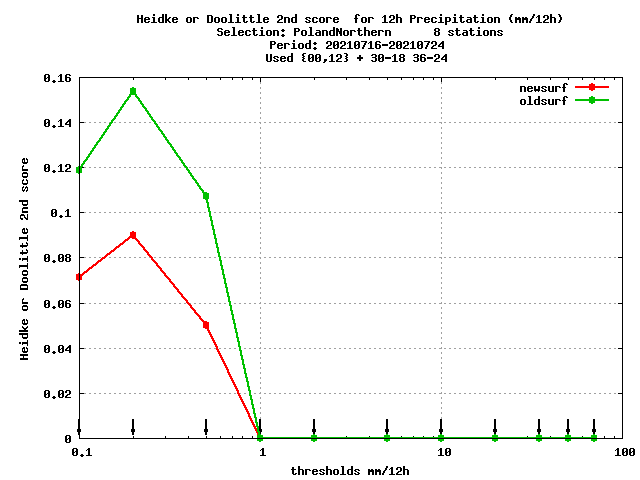 Heidke or Doolittle 2nd score  for 12h Precipitation (mm/12h)
Selection: PolandNorthern      8 stations
Period: 20210716-20210724
Used {00,12} + 30-18 36-24
newsurf
oldsurf
0.16
0.14
0.12
0.1
0.08
0.06
0.04
0.02
0
Heidke or Doolittle 2nd score
0.1 1 10 100
thresholds mm/12h